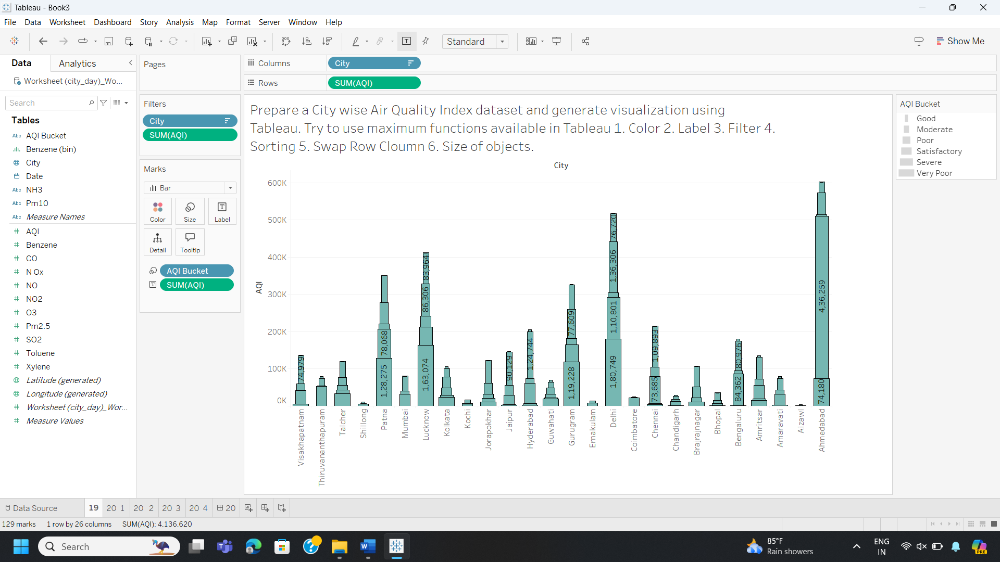 Tableau - Book3
File Data Worksheet Dashboard Story Analysis Map Format Server Window Help
Standard
Show Me
Data Analytics
Worksheet (city_day)_Wo...
Search
Tables
Abc AQI Bucket
Benzene (bin)
City
Date
Abc NH3
Abc Pm10
Abc Measure Names
# AQI
# Benzene
# CO
# N Ox
# NO
# NO2
# O3
# Pm2.5
# SO2
# Toluene
# Xylene
Latitude (generated)
Longitude (generated)
# Worksheet (city_day)_Wor...
# Measure Values
Pages
Filters
City
SUM(AQI)
Marks
Bar
Color Size Label
Detail Tooltip
AQI Bucket
SUM(AQI)
Columns City
Rows SUM(AQI)
Prepare a City wise Air Quality Index dataset and generate visualization using
Tableau. Try to use maximum functions available in Tableau 1. Color 2. Label 3. Filter 4.
Sorting 5. Swap Row Cloumn 6. Size of objects.
City
AQI
600K
500K
400K
300K
200K
100K
0K
74,979
78,068
1,28,275
83,964
86,306
1,63,074
90,129
1,24,744
77,609
1,19,228
76,720
1,36,306
1,10,801
1,80,749
1,09,893
73,685
80,976
84,362
4,36,259
74,180
Visakhapatnam
Thiruvananthapuram
Talcher
Shillong
Patna
Mumbai
Lucknow
Kolkata
Kochi
Jorapokhar
Jaipur
Hyderabad
Guwahati
Gurugram
Ernakulam
Delhi
Coimbatore
Chennai
Chandigarh
Brajrajnagar
Bhopal
Bengaluru
Amritsar
Amaravati
Aizawl
Ahmedabad
AQI Bucket
Good
Moderate
Poor
Satisfactory
Severe
Very Poor
Data Source 19 20 1 20 2 20 3 20 4 20
129 marks 1 row by 26 columns SUM(AQI): 4,136,620
Search
85°F
Rain showers
ENG
IN
PRE